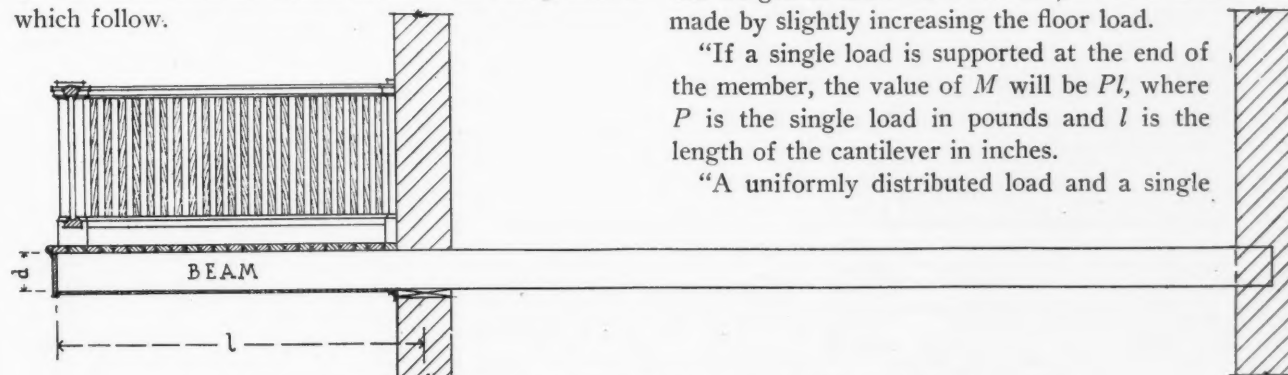 which follow.
made by slightly increasing the floor load.
“If a single load is supported at the end of
the member, the value of M will be Pl, where
P is the single load in pounds and l is the
length of the cantilever in inches.
“A uniformly distributed load and a single
d
BEAM
l